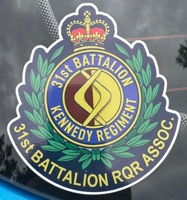 31st BATTALION
KENNEDY REGIMENT
31st BATTALION RQR ASSOC.